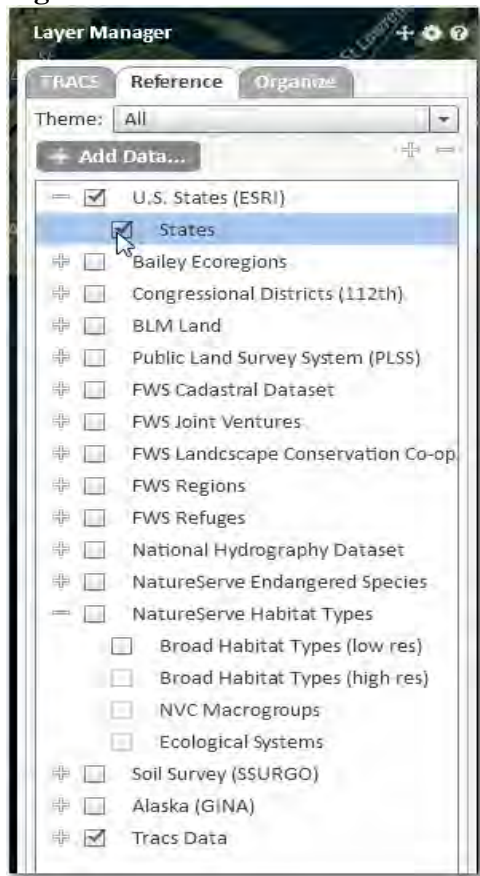 Layer Manager
St Lawren
TRACS Reference Organize
Theme: All
+ Add Data...
U.S. States (ESRI)
States
Bailey Ecoregions
Congressional Districts (112th)
BLM Land
Public Land Survey System (PLSS)
FWS Cadastral Dataset
FWS Joint Ventures
FWS Landcscape Conservation Co-op
FWS Regions
FWS Refuges
National Hydrography Dataset
NatureServe Endangered Species
NatureServe Habitat Types
Broad Habitat Types (low res)
Broad Habitat Types (high res)
NVC Macrogroups
Ecological Systems
Soil Survey (SSURGO)
Alaska (GINA)
Tracs Data